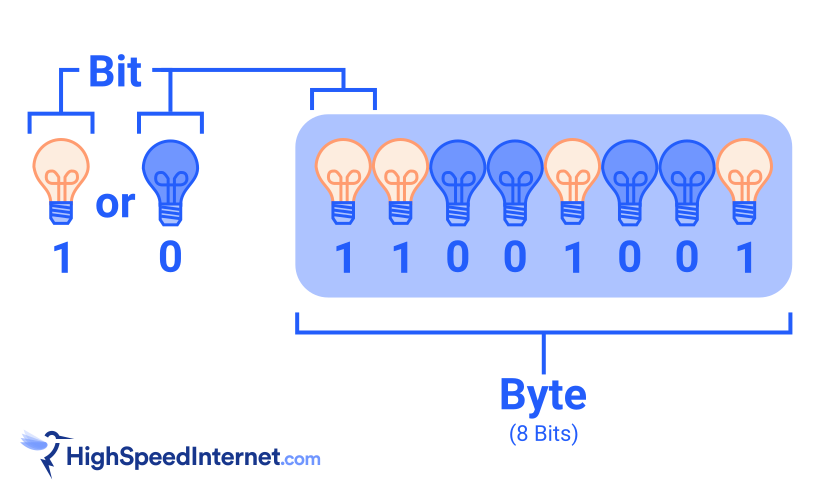 Bit
or
1 0
1 1 0 0 1 0 0 1
Byte
(8 Bits)
HighSpeedInternet.com